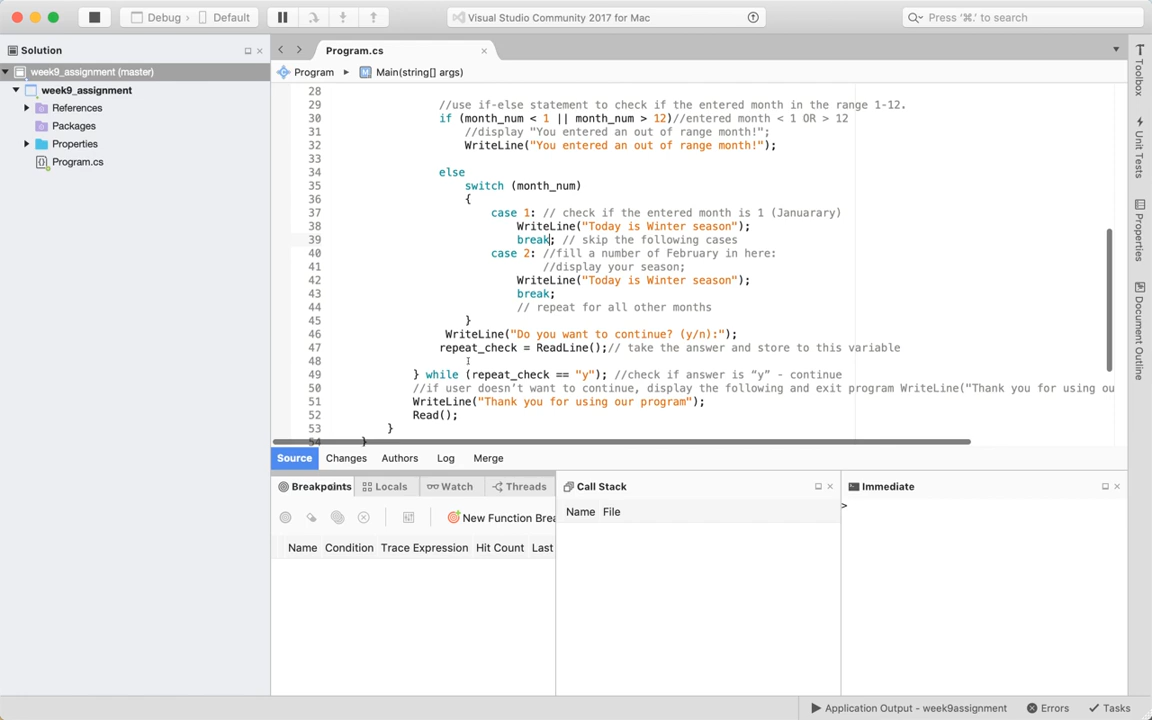 Debug › Default
Visual Studio Community 2017 for Mac
Press '⌘.' to search
Solution
week9_assignment (master)
week9_assignment
References
Packages
Properties
Program.cs
Program.cs
Program ▸ Main(string[] args)
28
29 //use if-else statement to check if the entered month in the range 1-12.
30 if (month_num < 1 || month_num > 12)//entered month < 1 OR > 12
31 //display "You entered an out of range month!";
32 WriteLine("You entered an out of range month!");
33
34 else
35 switch (month_num)
36 {
37 case 1: // check if the entered month is 1 (Januarary)
38 WriteLine("Today is Winter season");
39 break; // skip the following cases
40 case 2: //fill a number of February in here:
41 //display your season;
42 WriteLine("Today is Winter season");
43 break;
44 // repeat for all other months
45 }
46 WriteLine("Do you want to continue? (y/n):");
47 repeat_check = ReadLine();// take the answer and store to this variable
48
49 } while (repeat_check == "y"); //check if answer is “y” - continue
50 //if user doesn’t want to continue, display the following and exit program WriteLine("Thank you for using ou
51 WriteLine("Thank you for using our program");
52 Read();
53 }
54 }
Source Changes Authors Log Merge
Breakpoints Locals Watch Threads
New Function Brea
Name Condition Trace Expression Hit Count Last
Call Stack
Name File
Immediate
>
Toolbox
Unit Tests
Properties
Document Outline
Application Output - week9assignment Errors Tasks